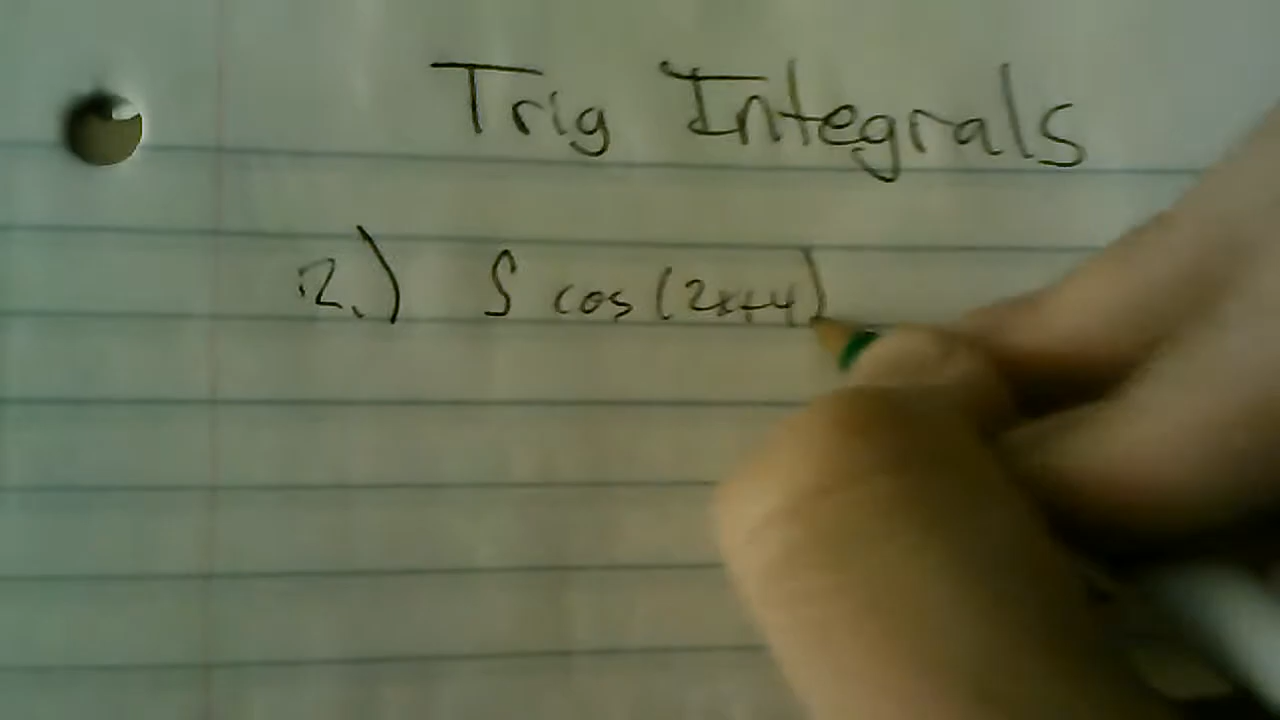 Trig Integrals
2.) ∫ cos (2x+4)